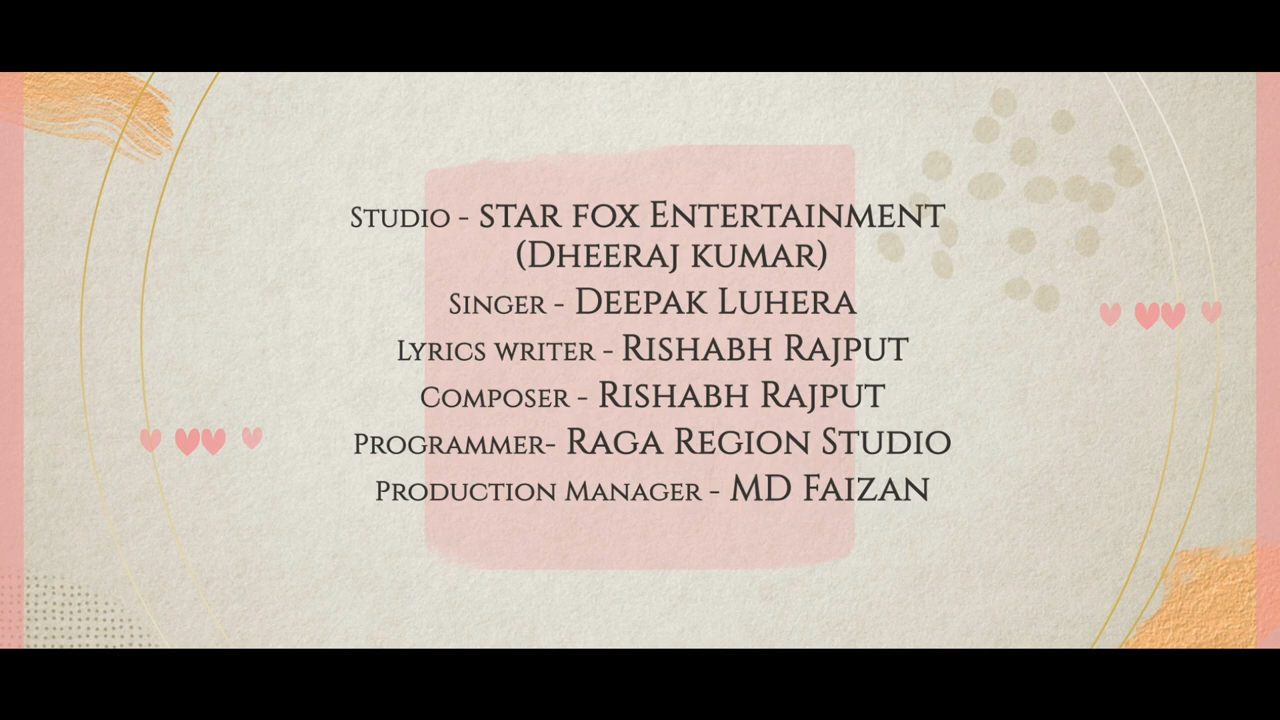 Studio - STAR FOX Entertainment
(Dheeraj kumar)
Singer - Deepak Luhera
Lyrics writer - Rishabh Rajput
Composer - Rishabh Rajput
Programmer- Raga Region Studio
Production Manager - MD Faizan